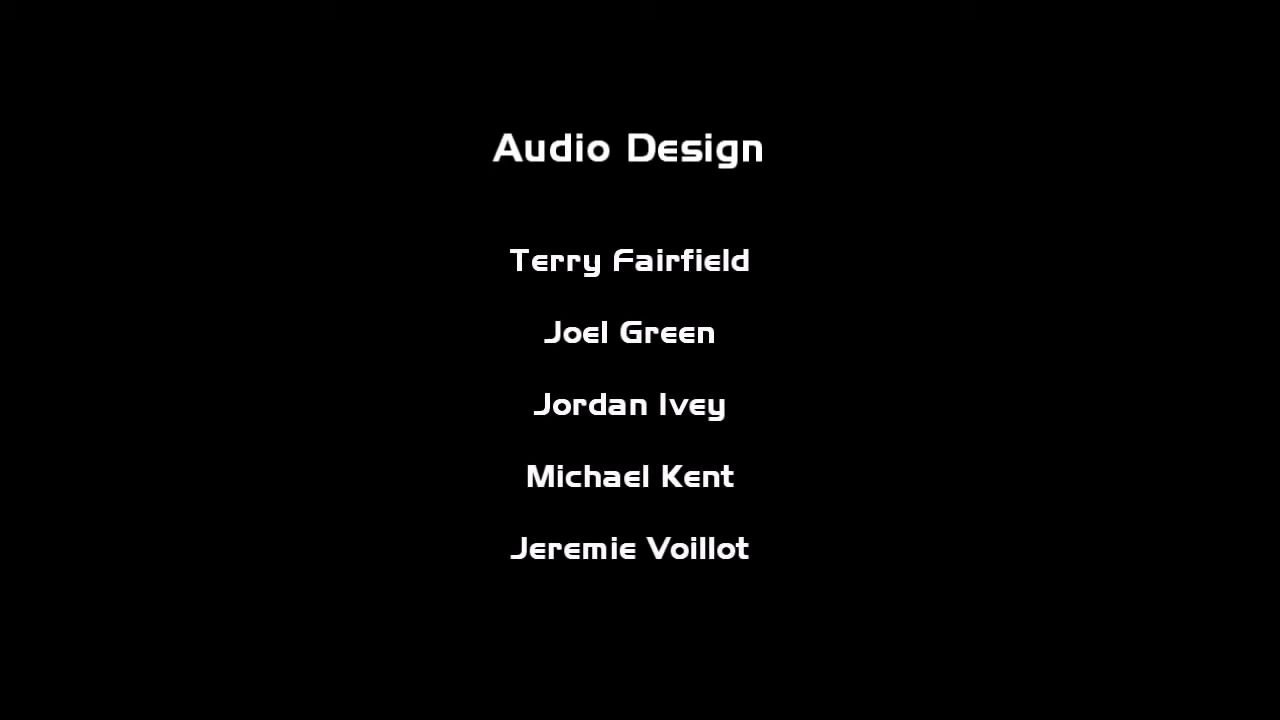 Audio Design
Terry Fairfield
Joel Green
Jordan Ivey
Michael Kent
Jeremie Voillot